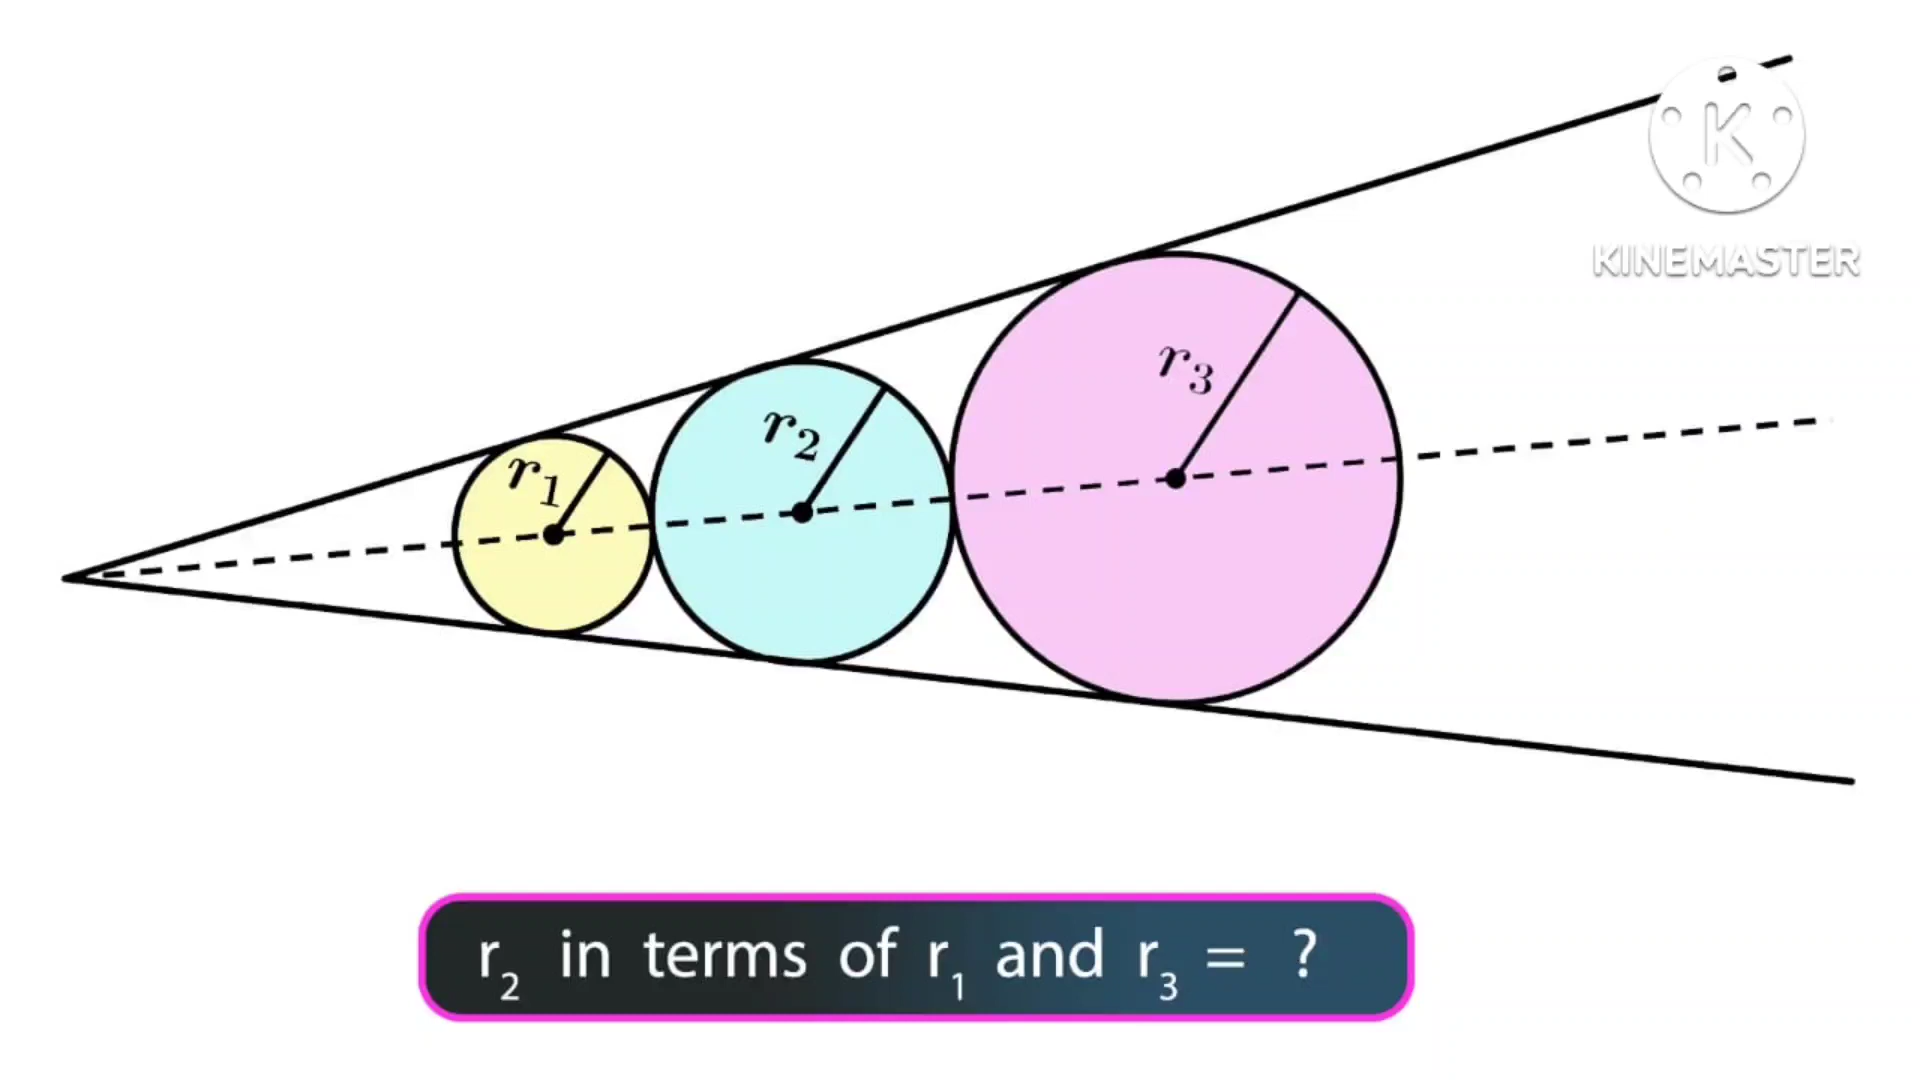 K
KINEMASTER
r₃
r₂
r₁
r₂ in terms of r₁ and r₃ = ?